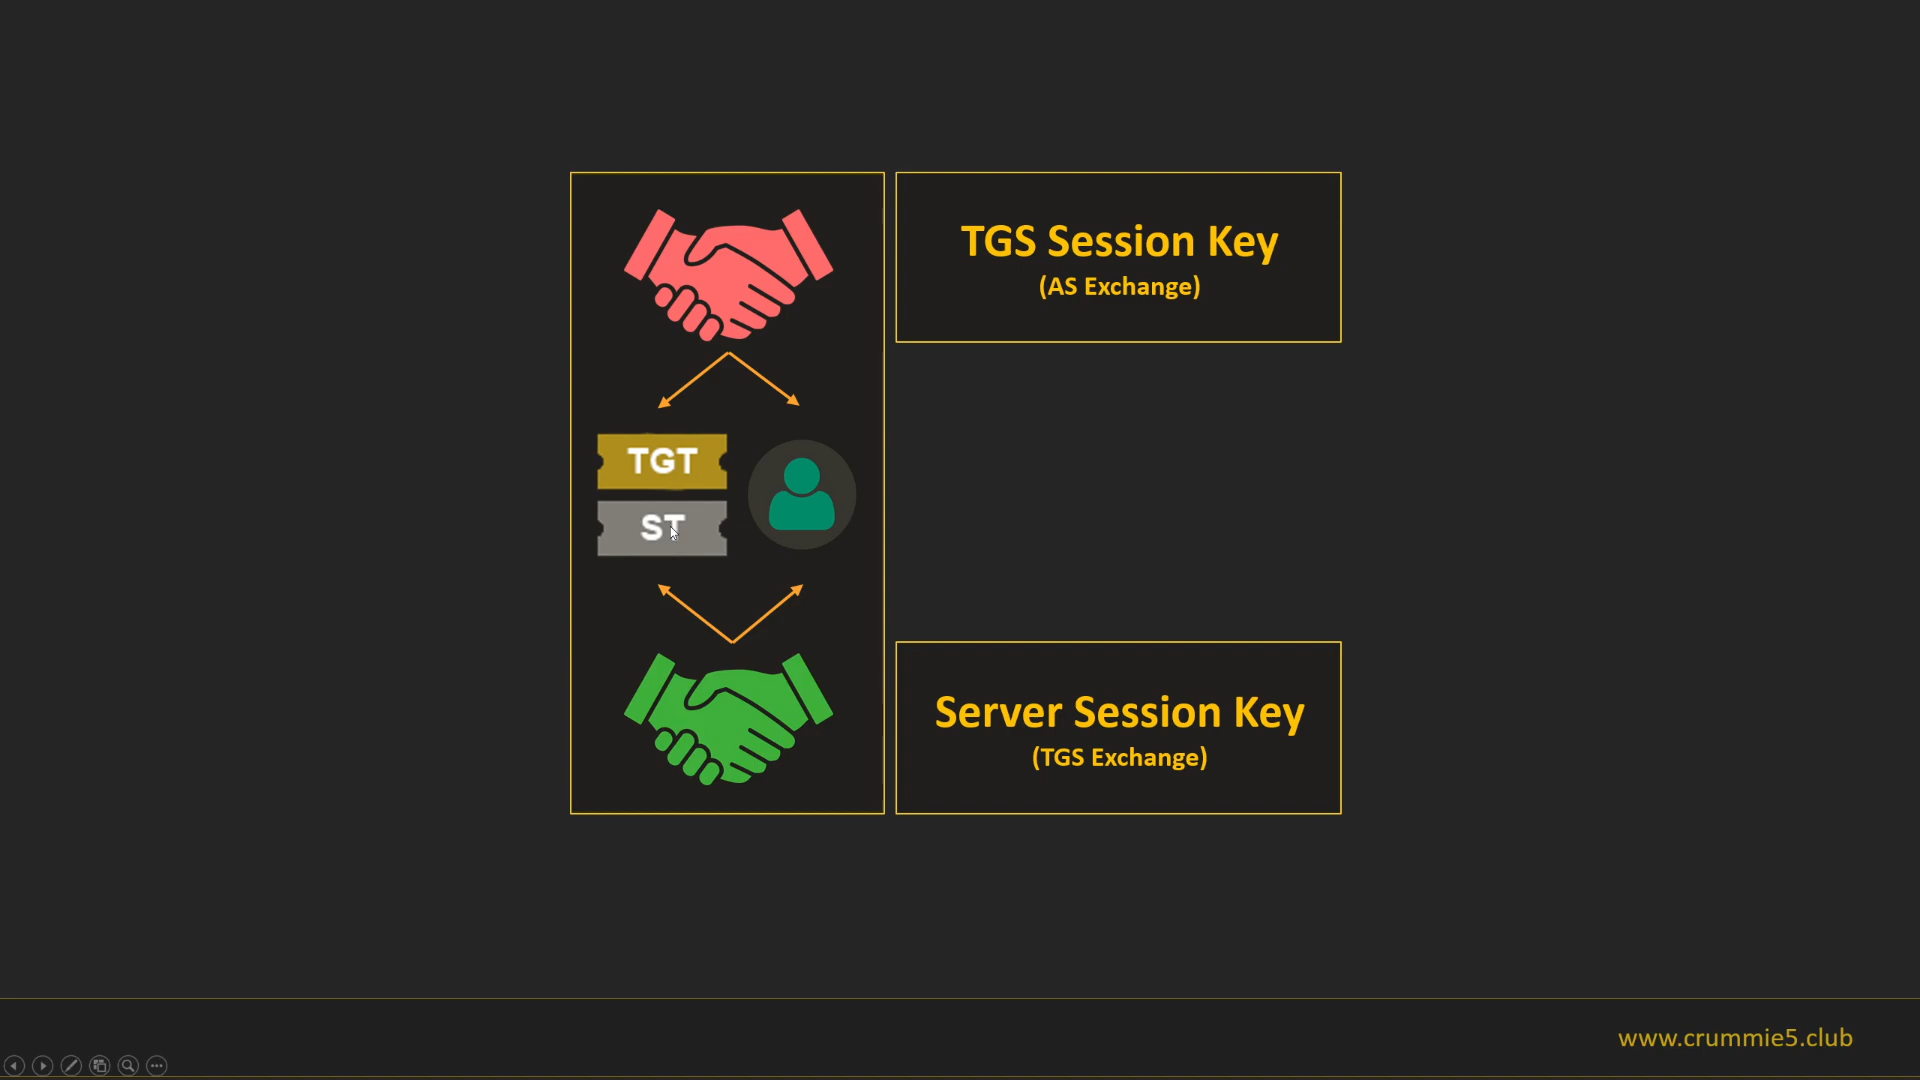 TGS Session Key
(AS Exchange)
TGT
ST
Server Session Key
(TGS Exchange)
www.crummie5.club